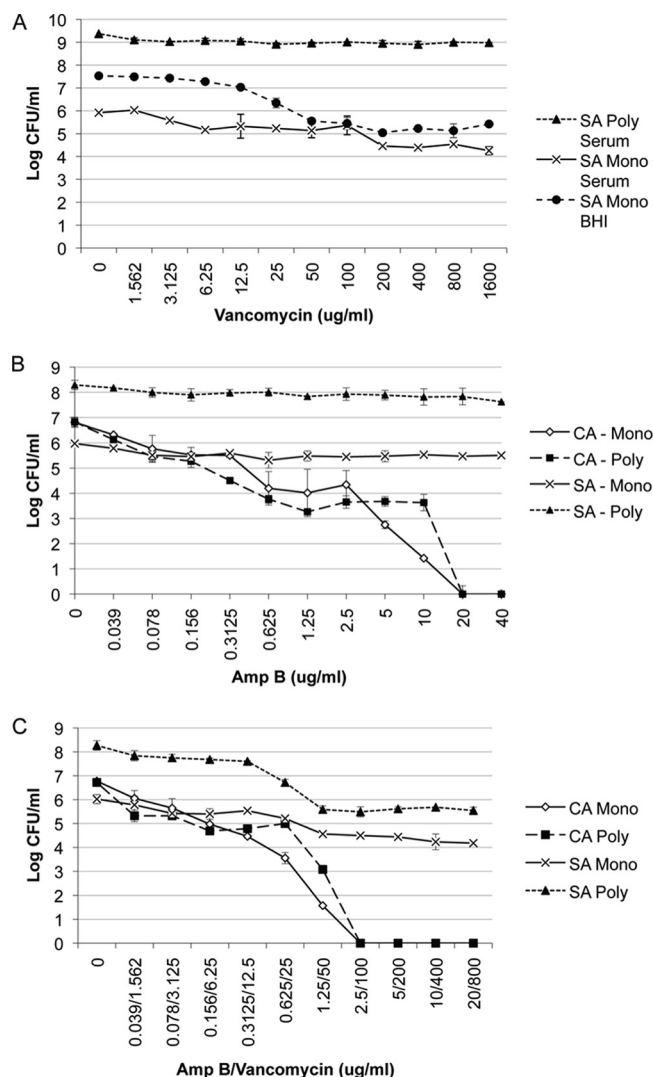 A
10
9
8
7
6
5
4
3
2
1
0
Log CFU/ml
0
1.562
3.125
6.25
12.5
25
50
100
200
400
800
1600
Vancomycin (ug/ml)
SA Poly
Serum
SA Mono
Serum
SA Mono
BHI
B
9
8
7
6
5
4
3
2
1
0
Log CFU/ml
0
0.039
0.078
0.156
0.3125
0.625
1.25
2.5
5
10
20
40
Amp B (ug/ml)
CA - Mono
CA - Poly
SA - Mono
SA - Poly
C
9
8
7
6
5
4
3
2
1
0
Log CFU/ml
0
0.039/1.562
0.078/3.125
0.156/6.25
0.3125/12.5
0.625/25
1.25/50
2.5/100
5/200
10/400
20/800
Amp B/Vancomycin (ug/ml)
CA Mono
CA Poly
SA Mono
SA Poly